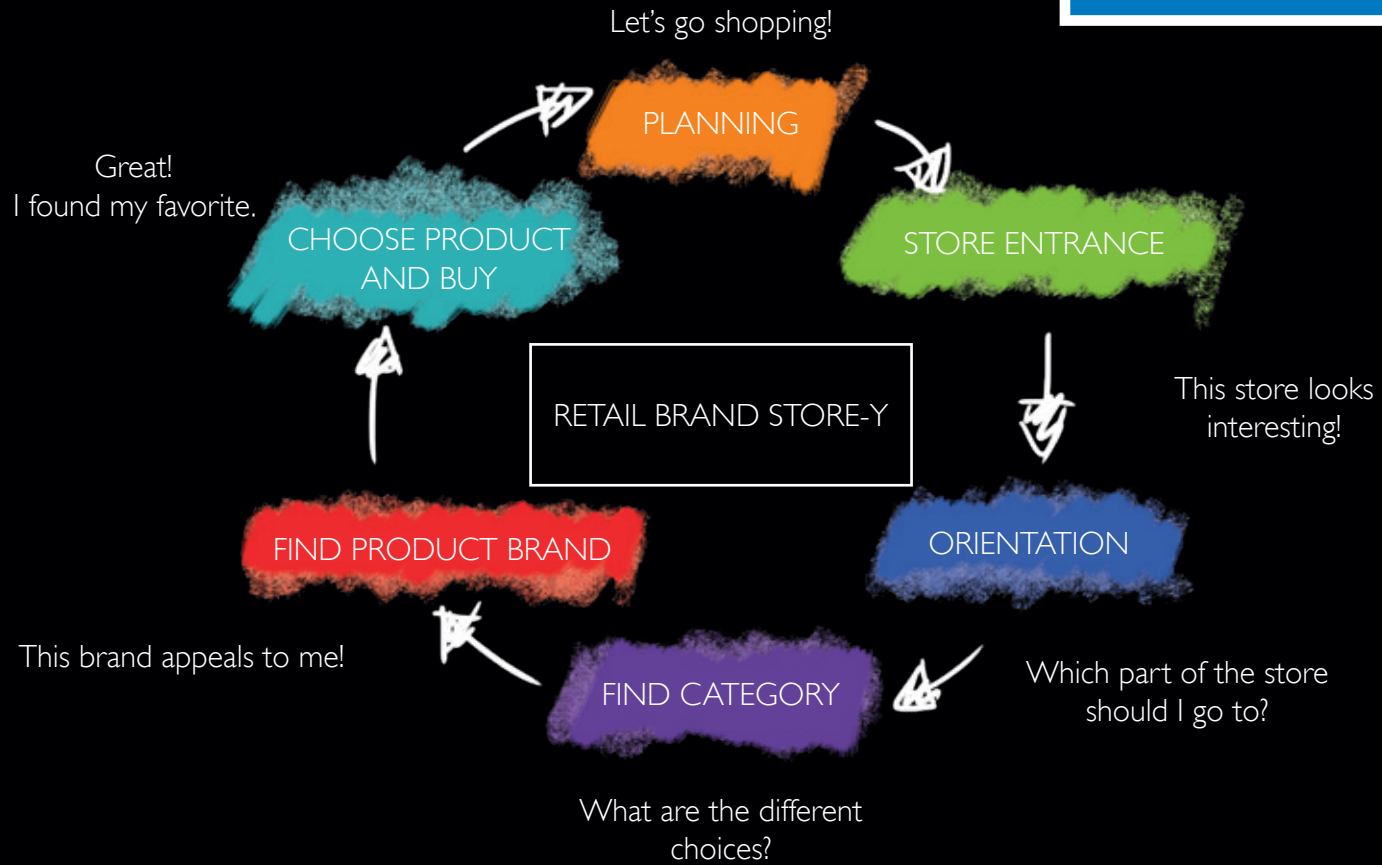 Let's go shopping!
PLANNING
STORE ENTRANCE
This store looks
interesting!
ORIENTATION
Which part of the store
should I go to?
FIND CATEGORY
What are the different
choices?
FIND PRODUCT BRAND
This brand appeals to me!
CHOOSE PRODUCT
AND BUY
Great!
I found my favorite.
RETAIL BRAND STORE-Y